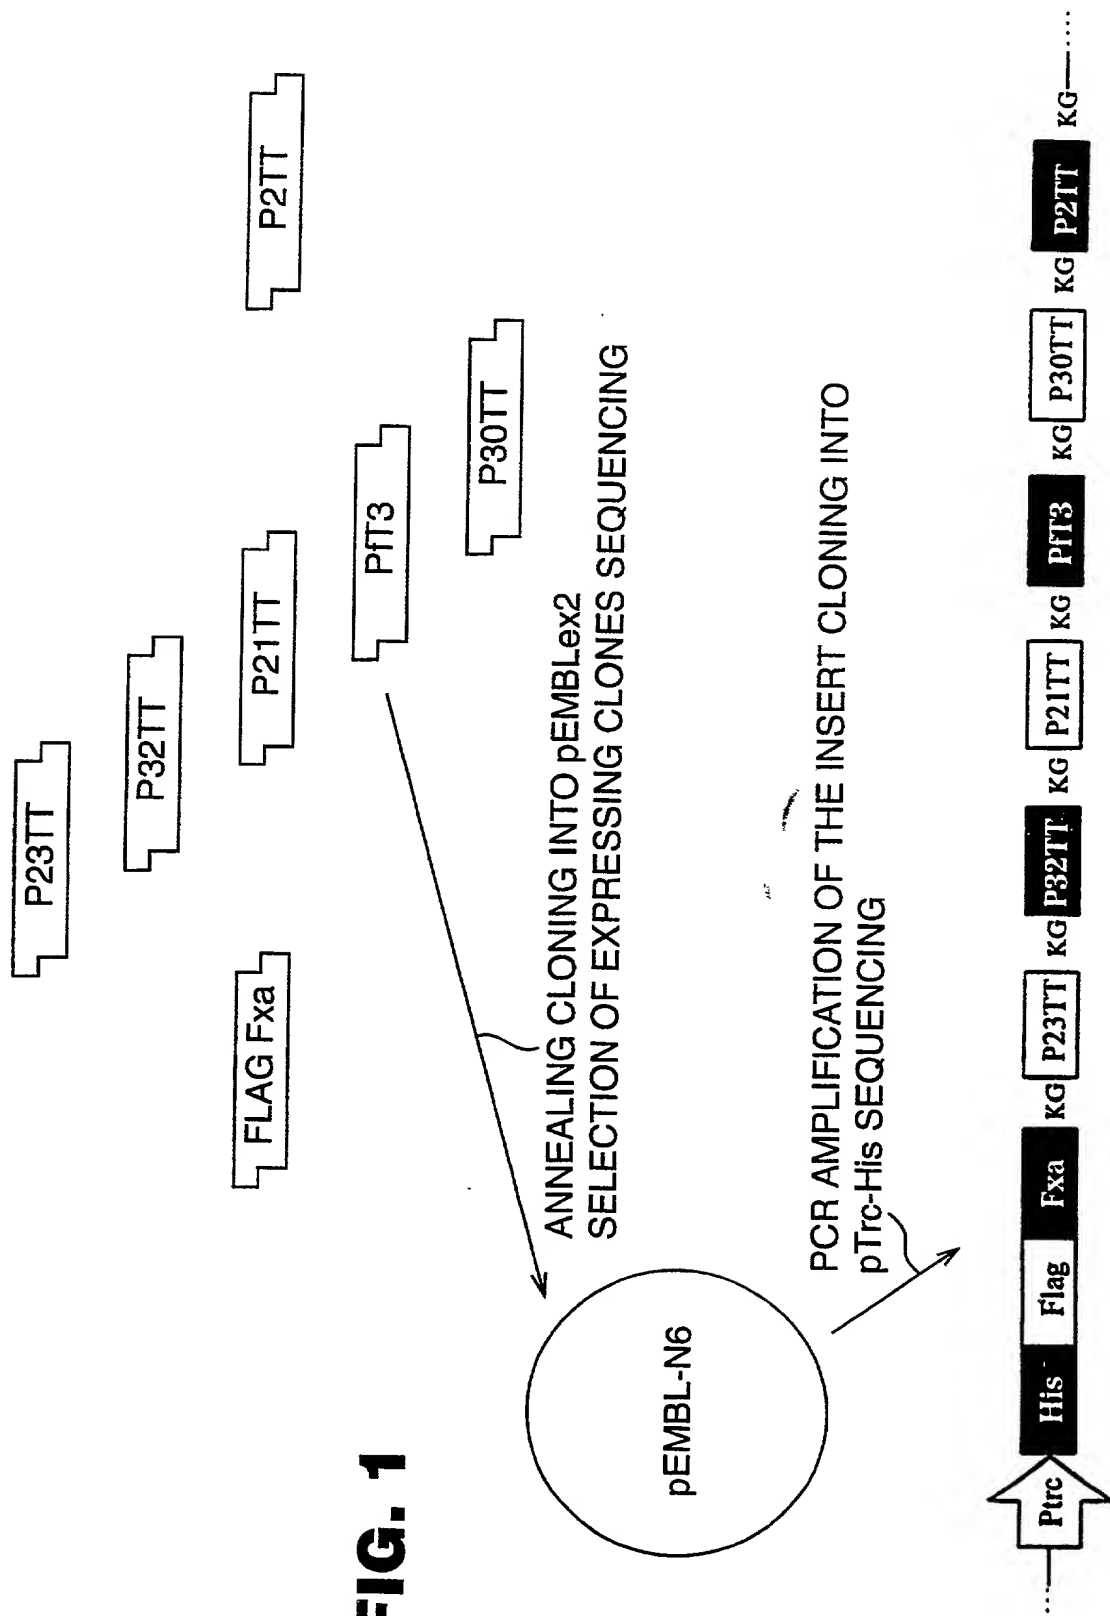 P23TT
P32TT
FLAG Fxa
P21TT
P2TT
PfT3
P30TT
ANNEALING CLONING INTO pEMBLex2
SELECTION OF EXPRESSING CLONES SEQUENCING
pEMBL-N6
PCR AMPLIFICATION OF THE INSERT CLONING INTO
pTrc-His SEQUENCING
Ptrc His Flag Fxa KG P23TT KG P32TT KG P21TT KG PfT3 KG P30TT KG P2TT KG
FIG. 1